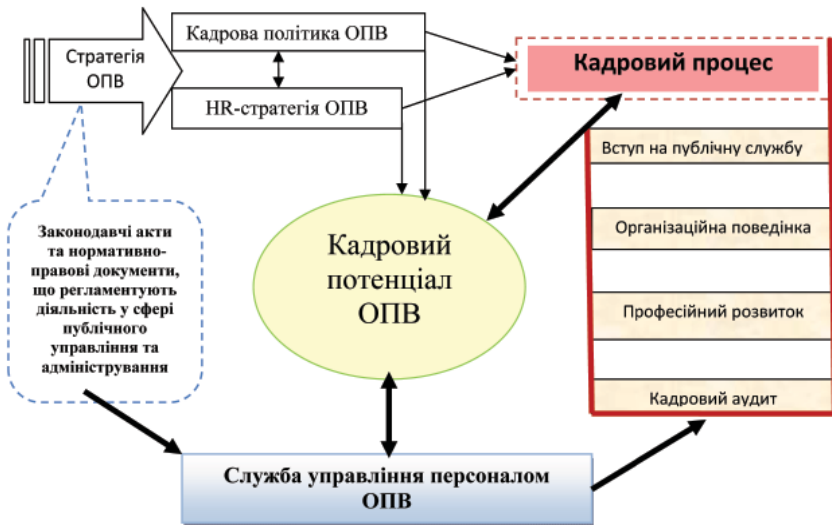 Стратегія
ОПВ
Кадрова політика ОПВ
HR-стратегія ОПВ
Кадровий процес
Вступ на публічну службу
Організаційна поведінка
Професійний розвиток
Кадровий аудит
Законодавчі акти
та нормативно-
правові документи,
що регламентують
діяльність у сфері
публічного
управління та
адміністрування
Кадровий
потенціал
ОПВ
Служба управління персоналом
ОПВ